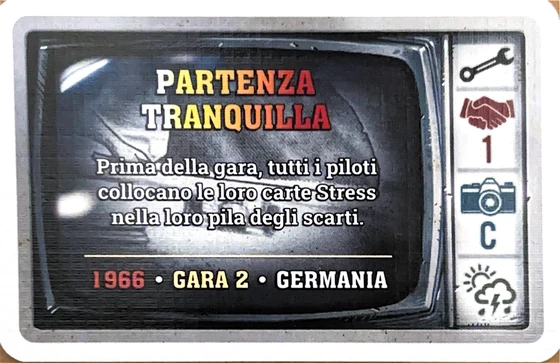 PARTENZA
TRANQUILLA
Prima della gara, tutti i piloti
collocano le loro carte Stress
nella loro pila degli scarti.
1966 • GARA 2 • GERMANIA
1
C